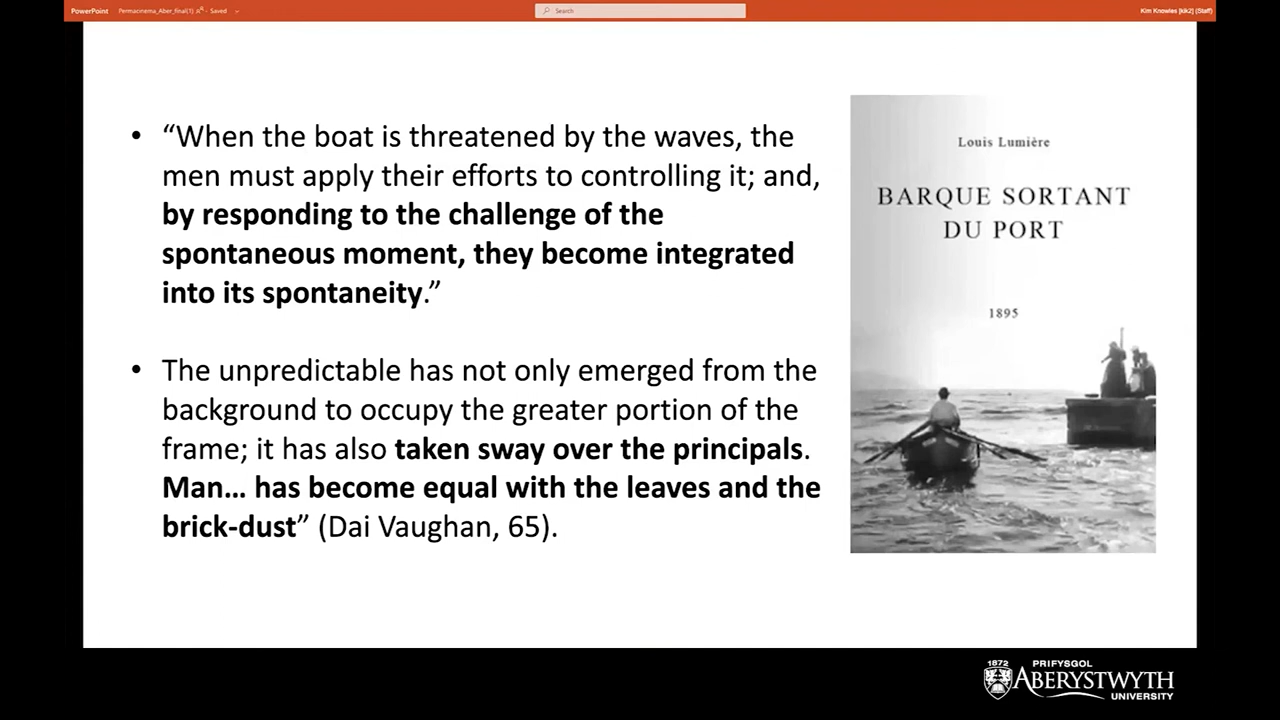 PowerPoint
Permacinema_Aber_final(1) - Saved
Search
Kim Knowles [kik2] (Staff)
• “When the boat is threatened by the waves, the
men must apply their efforts to controlling it; and,
by responding to the challenge of the
spontaneous moment, they become integrated
into its spontaneity.”
• The unpredictable has not only emerged from the
background to occupy the greater portion of the
frame; it has also taken sway over the principals.
Man… has become equal with the leaves and the
brick-dust” (Dai Vaughan, 65).
Louis Lumière
BARQUE SORTANT
DU PORT
1895
1872
PRIFYSGOL
ABERYSTWYTH
UNIVERSITY